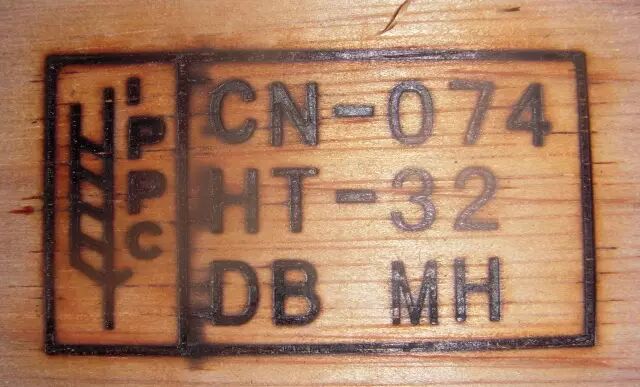 IPPC
CN-074
HT-32
DB MH